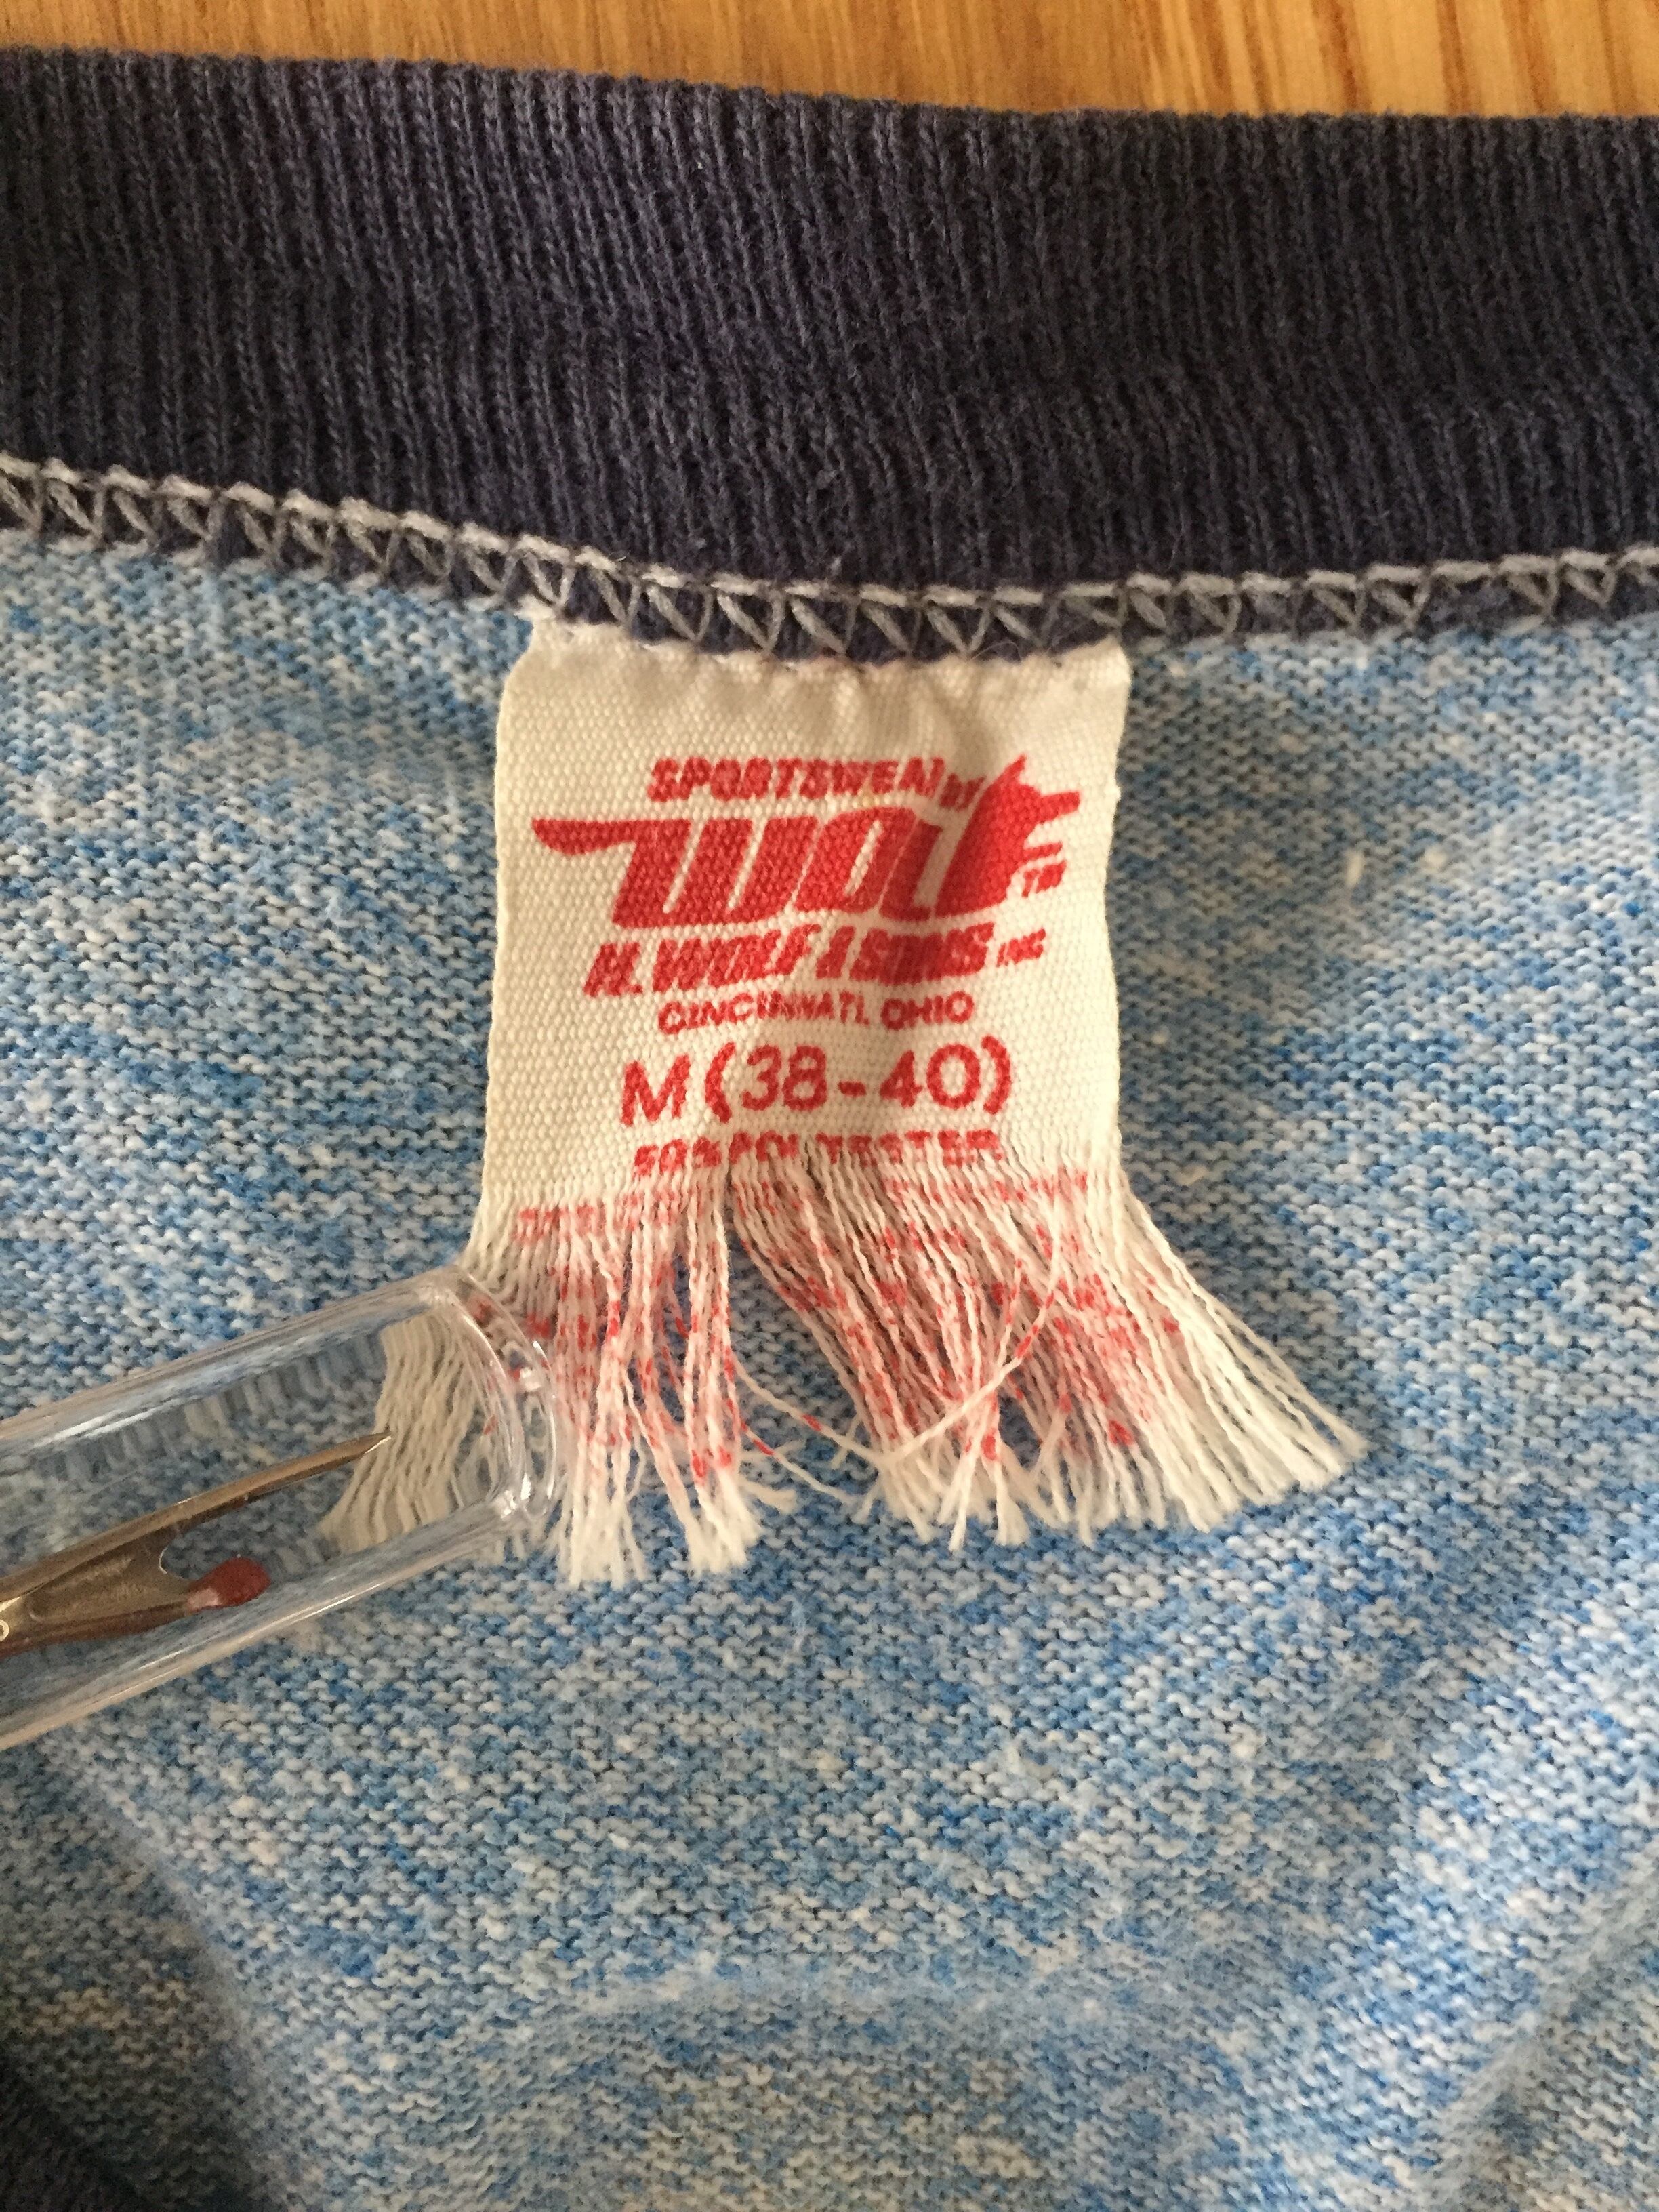 SPORTSWEAR BY
WOLF TM
H. WOLF & SONS INC
CINCINNATI, OHIO
M (38-40)
50% POLYESTER